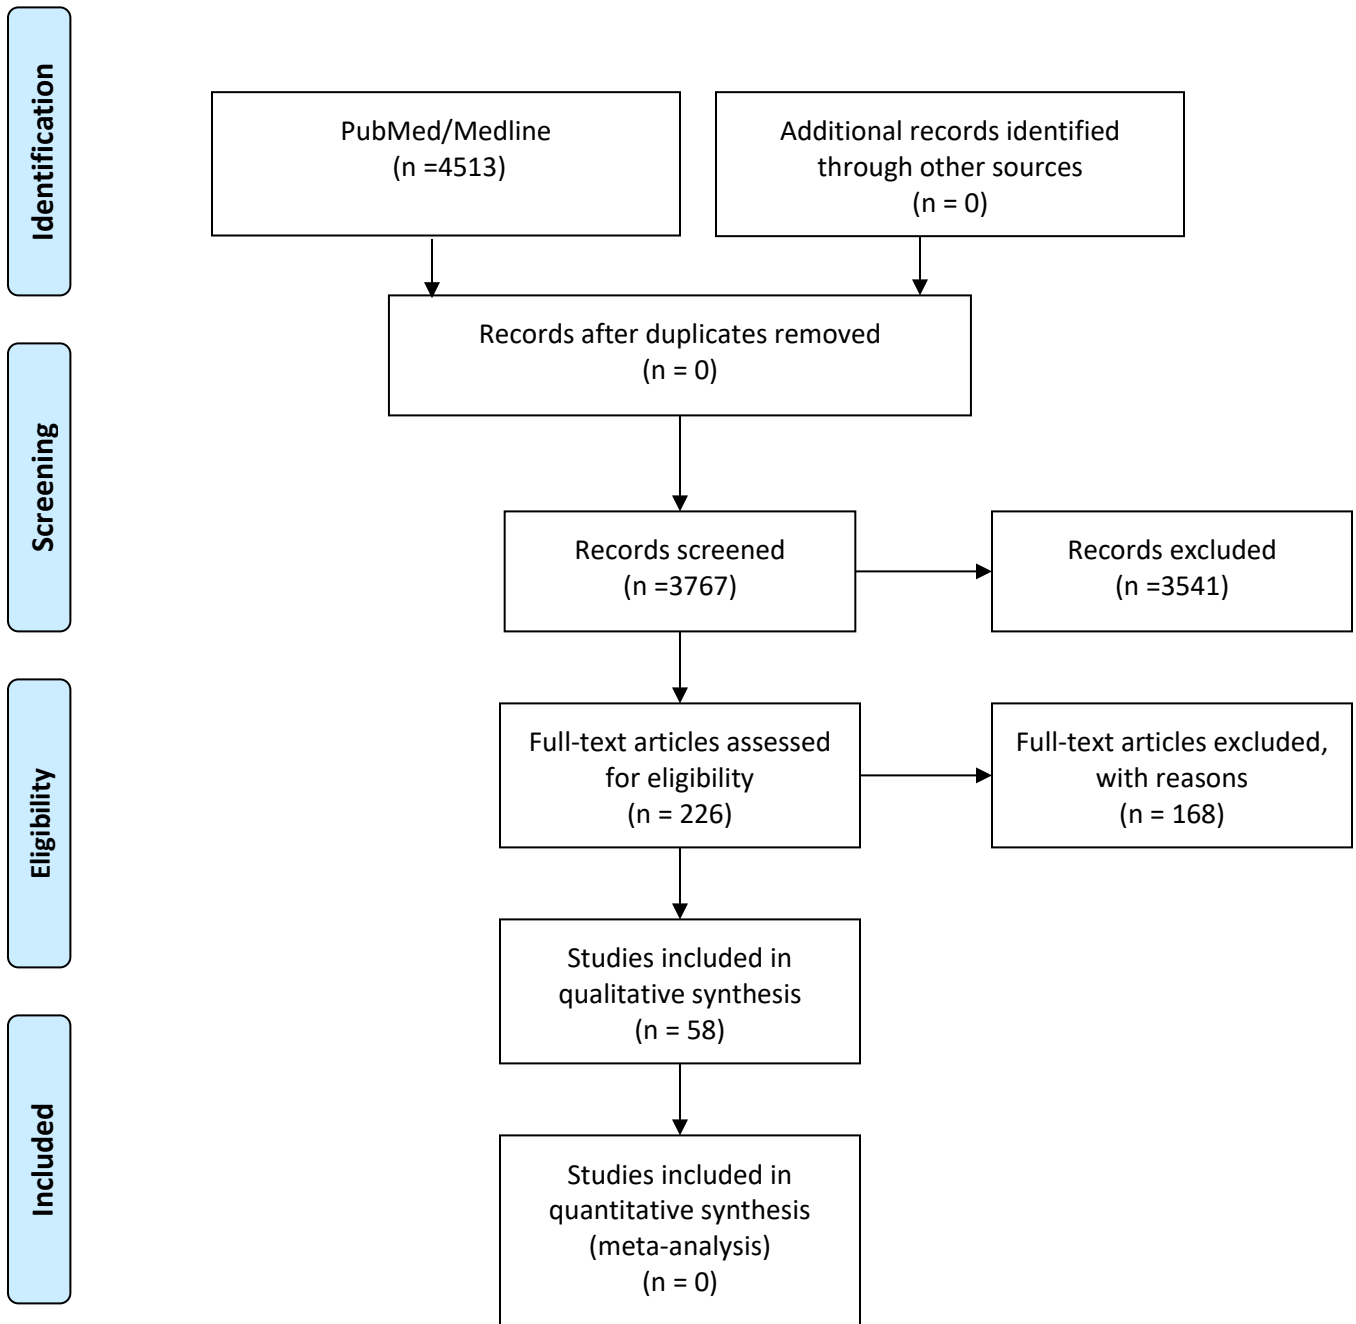 Identification
PubMed/Medline
(n =4513)
Additional records identified
through other sources
(n = 0)
Records after duplicates removed
(n = 0)
Screening
Records screened
(n =3767)
Records excluded
(n =3541)
Eligibility
Full-text articles assessed
for eligibility
(n = 226)
Full-text articles excluded,
with reasons
(n = 168)
Studies included in
qualitative synthesis
(n = 58)
Included
Studies included in
quantitative synthesis
(meta-analysis)
(n = 0)